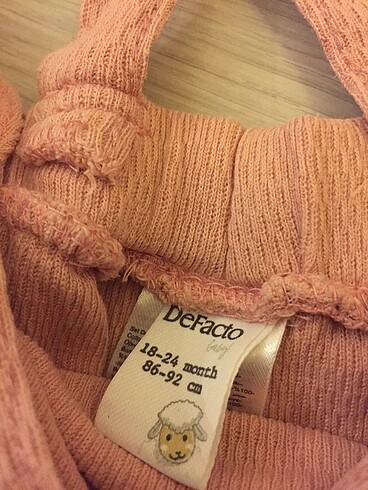 DeFacto
baby
18-24 month
86-92 cm